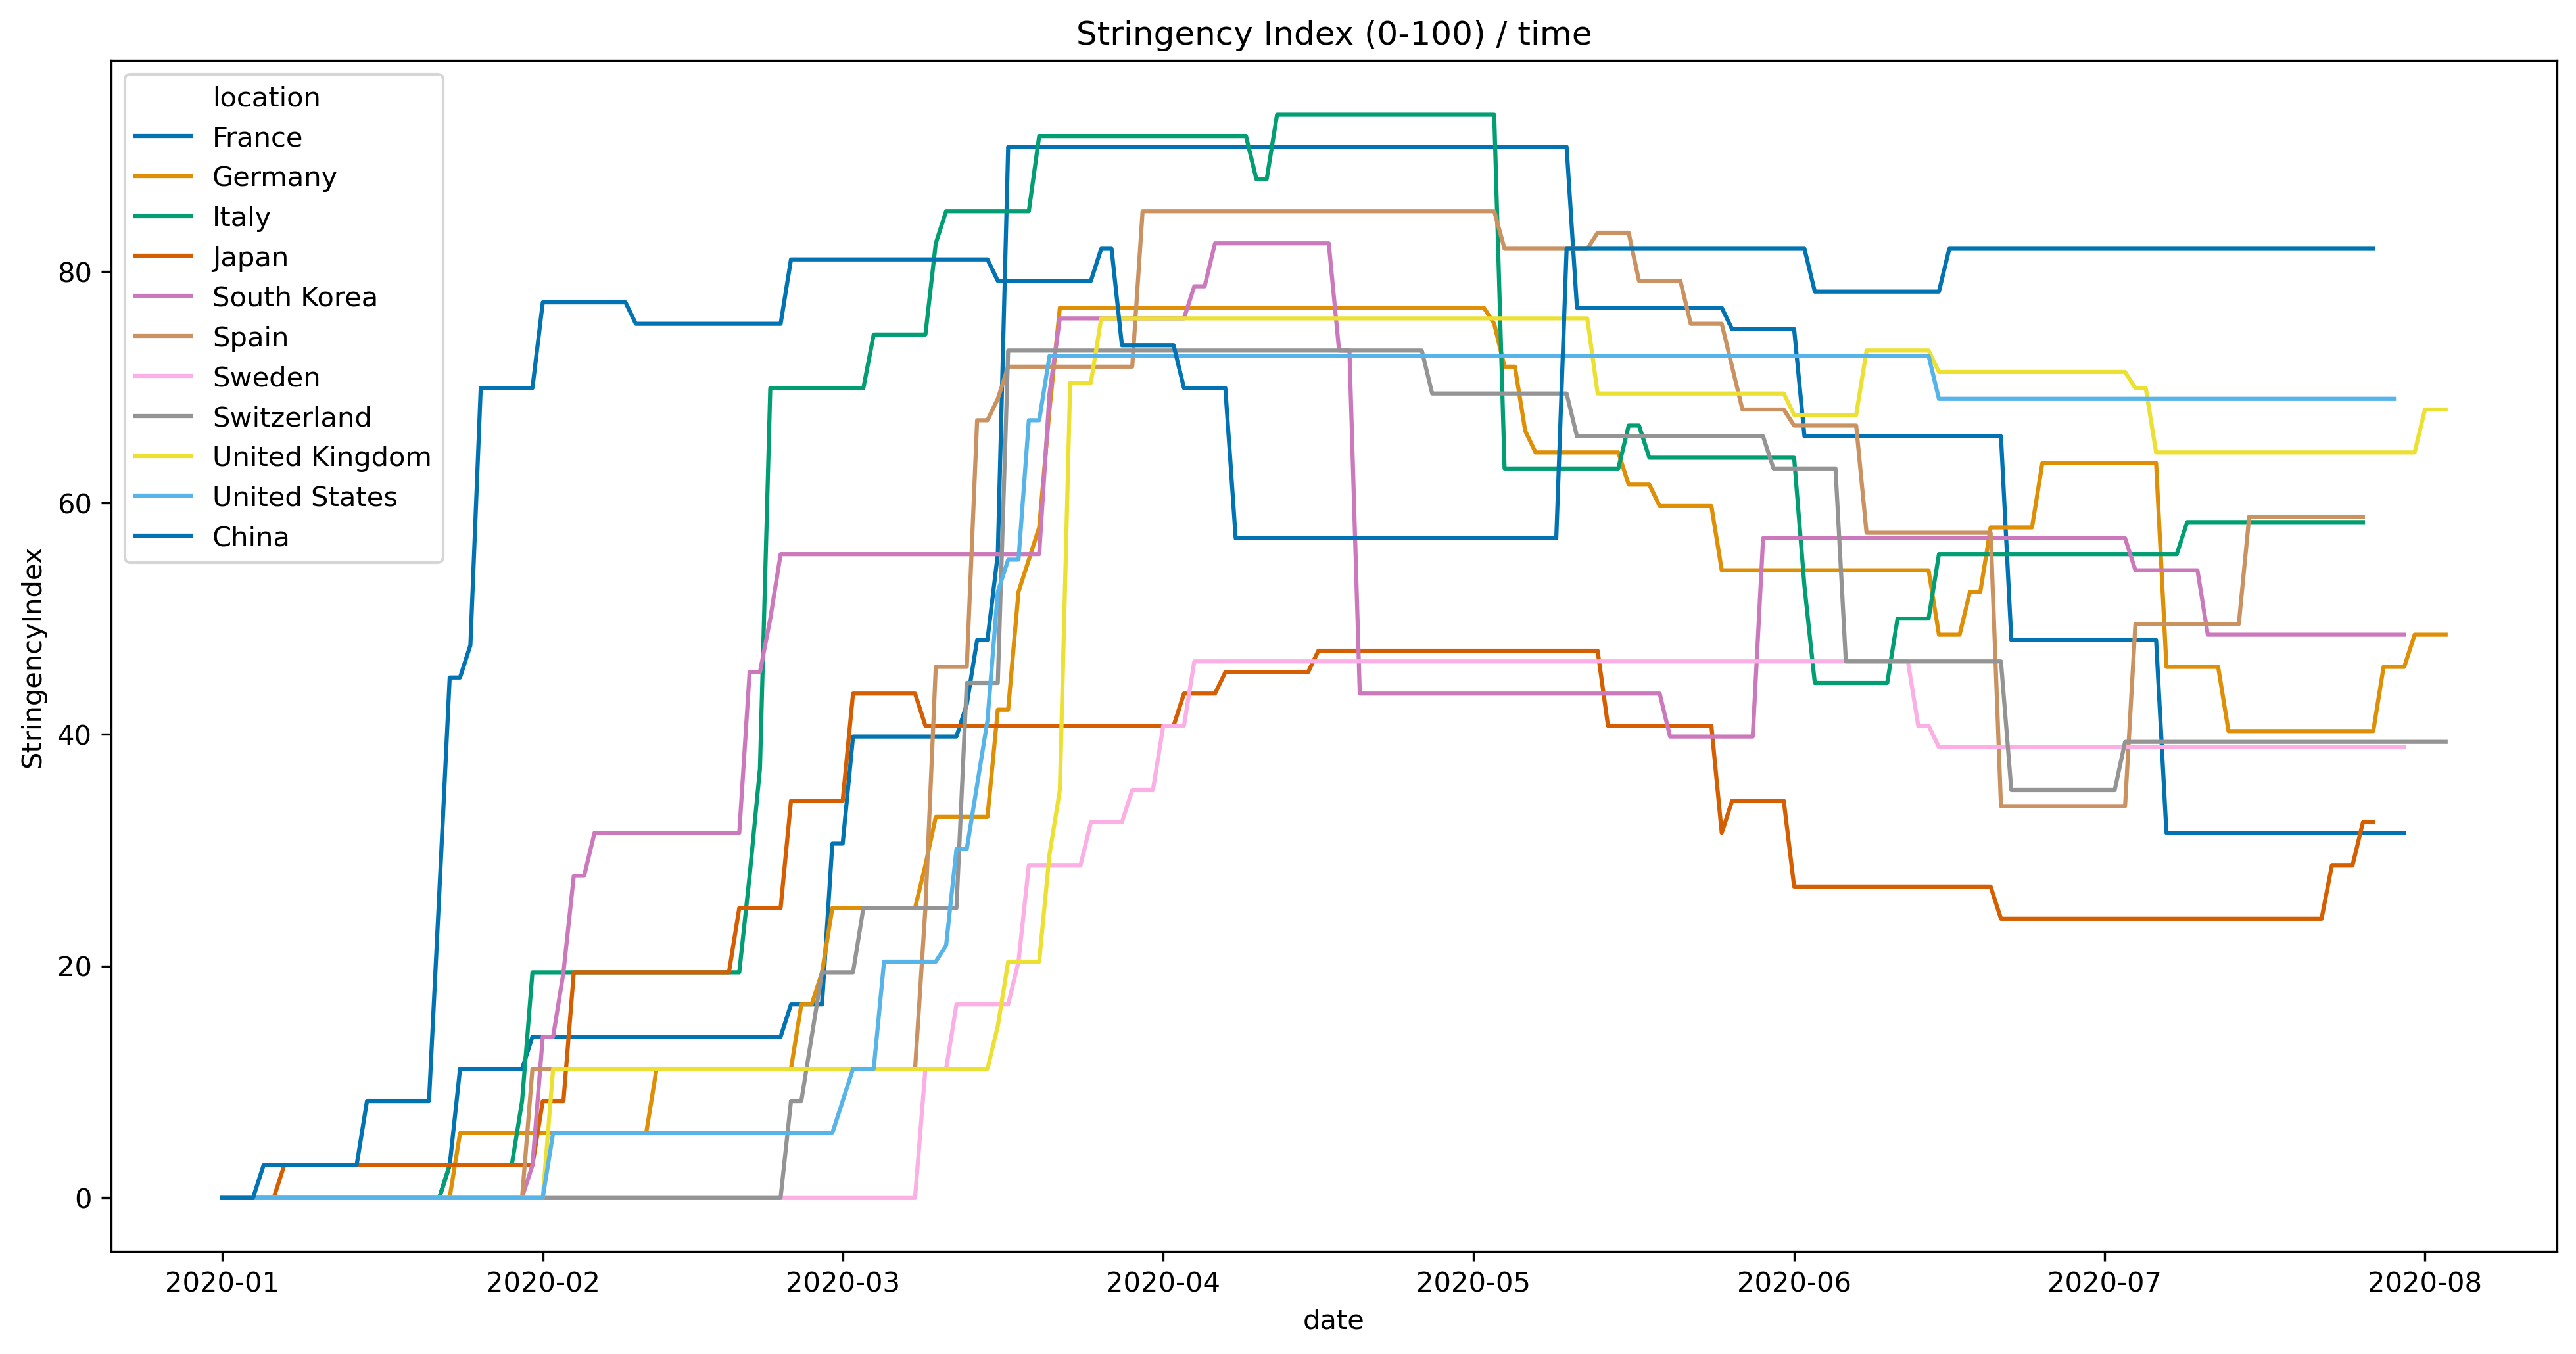 Stringency Index (0-100) / time
location
France
Germany
Italy
Japan
South Korea
Spain
Sweden
Switzerland
United Kingdom
United States
China
StringencyIndex
80
60
40
20
0
2020-01 2020-02 2020-03 2020-04 2020-05 2020-06 2020-07 2020-08
date